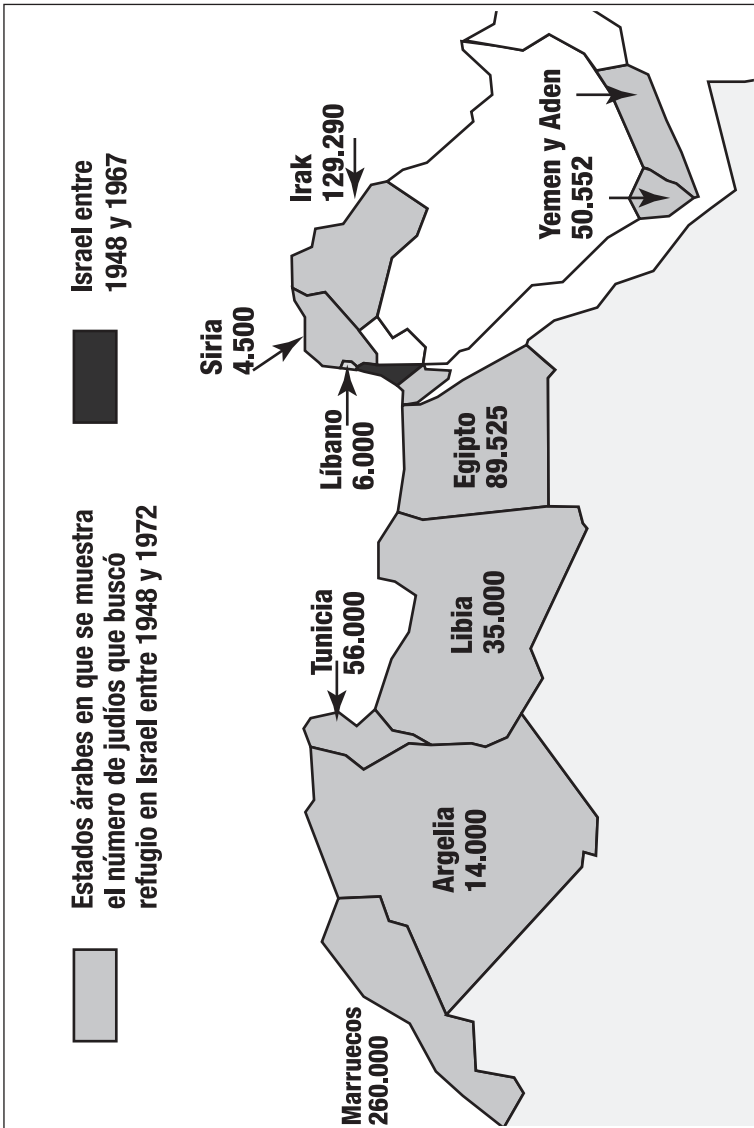 Estados árabes en que se muestra
el número de judíos que buscó
refugio en Israel entre 1948 y 1972
Israel entre
1948 y 1967
Marruecos
260.000
Argelia
14.000
Tunicia
56.000
Libia
35.000
Egipto
89.525
Líbano
6.000
Siria
4.500
Irak
129.290
Yemen y Aden
50.552